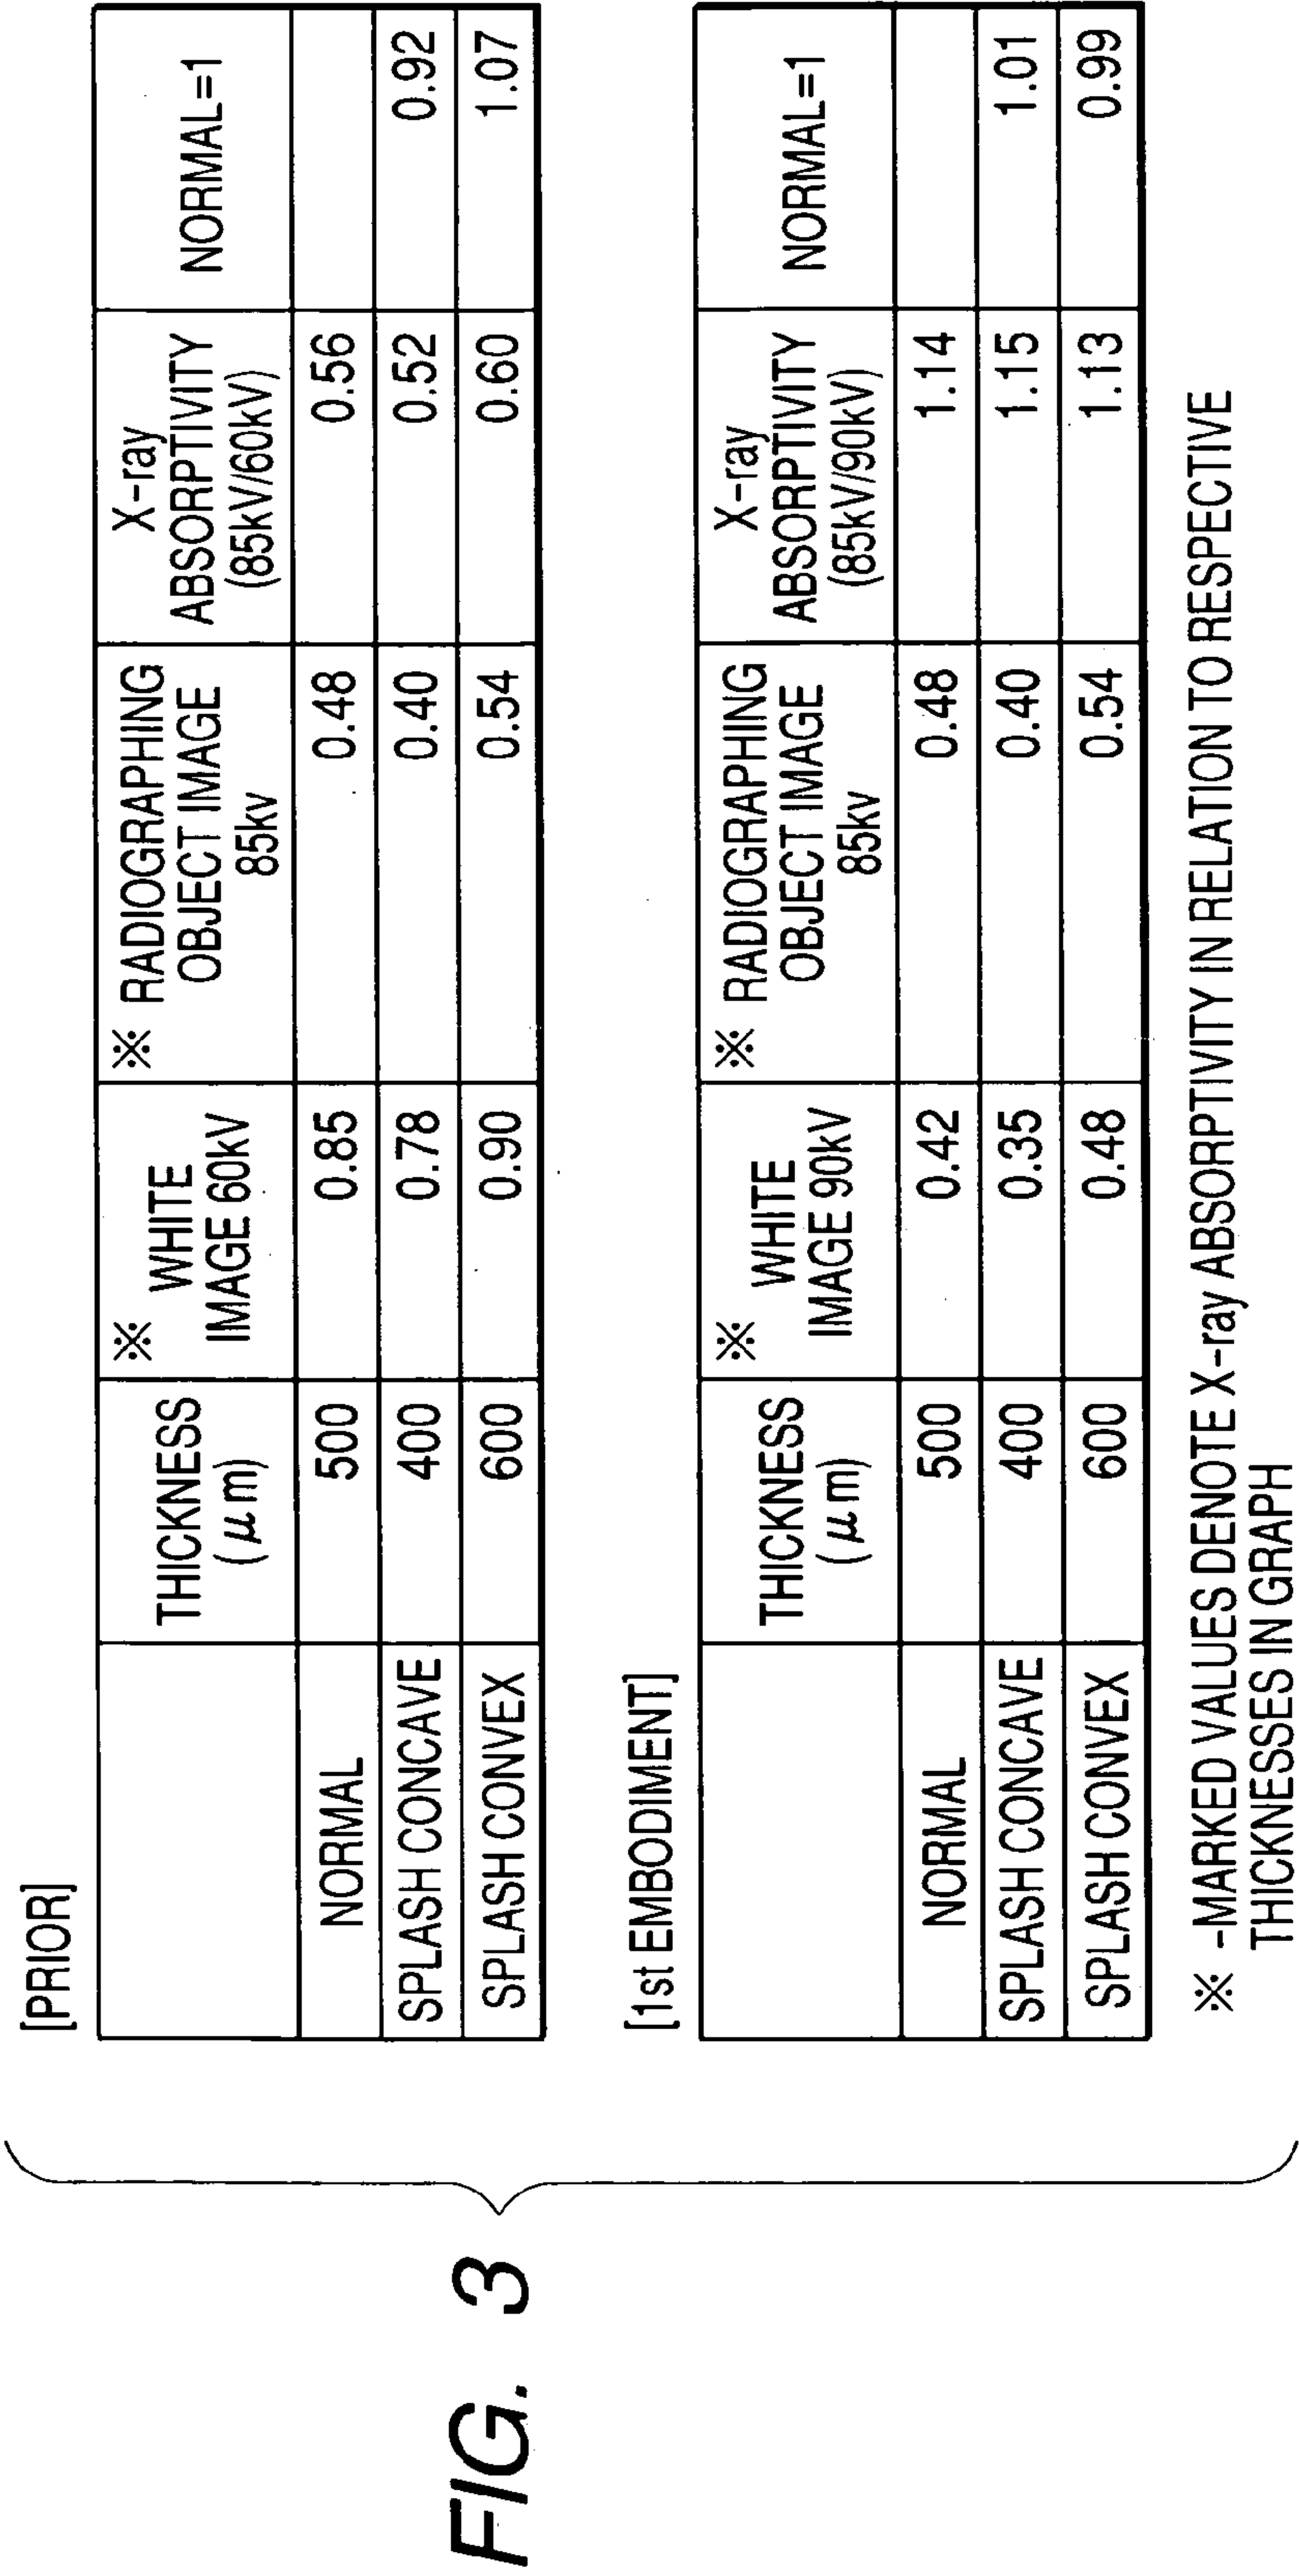 FIG. 3
[PRIOR]
THICKNESS (μm) ※ WHITE IMAGE 60kV ※ RADIOGRAPHING OBJECT IMAGE 85kv X-ray ABSORPTIVITY (85kV/60kV) NORMAL=1
NORMAL 500 0.85 0.48 0.56
SPLASH CONCAVE 400 0.78 0.40 0.52 0.92
SPLASH CONVEX 600 0.90 0.54 0.60 1.07
[1st EMBODIMENT]
THICKNESS (μm) ※ WHITE IMAGE 90kV ※ RADIOGRAPHING OBJECT IMAGE 85kv X-ray ABSORPTIVITY (85kV/90kV) NORMAL=1
NORMAL 500 0.42 0.48 1.14
SPLASH CONCAVE 400 0.35 0.40 1.15 1.01
SPLASH CONVEX 600 0.48 0.54 1.13 0.99
※ -MARKED VALUES DENOTE X-ray ABSORPTIVITY IN RELATION TO RESPECTIVE
THICKNESSES IN GRAPH